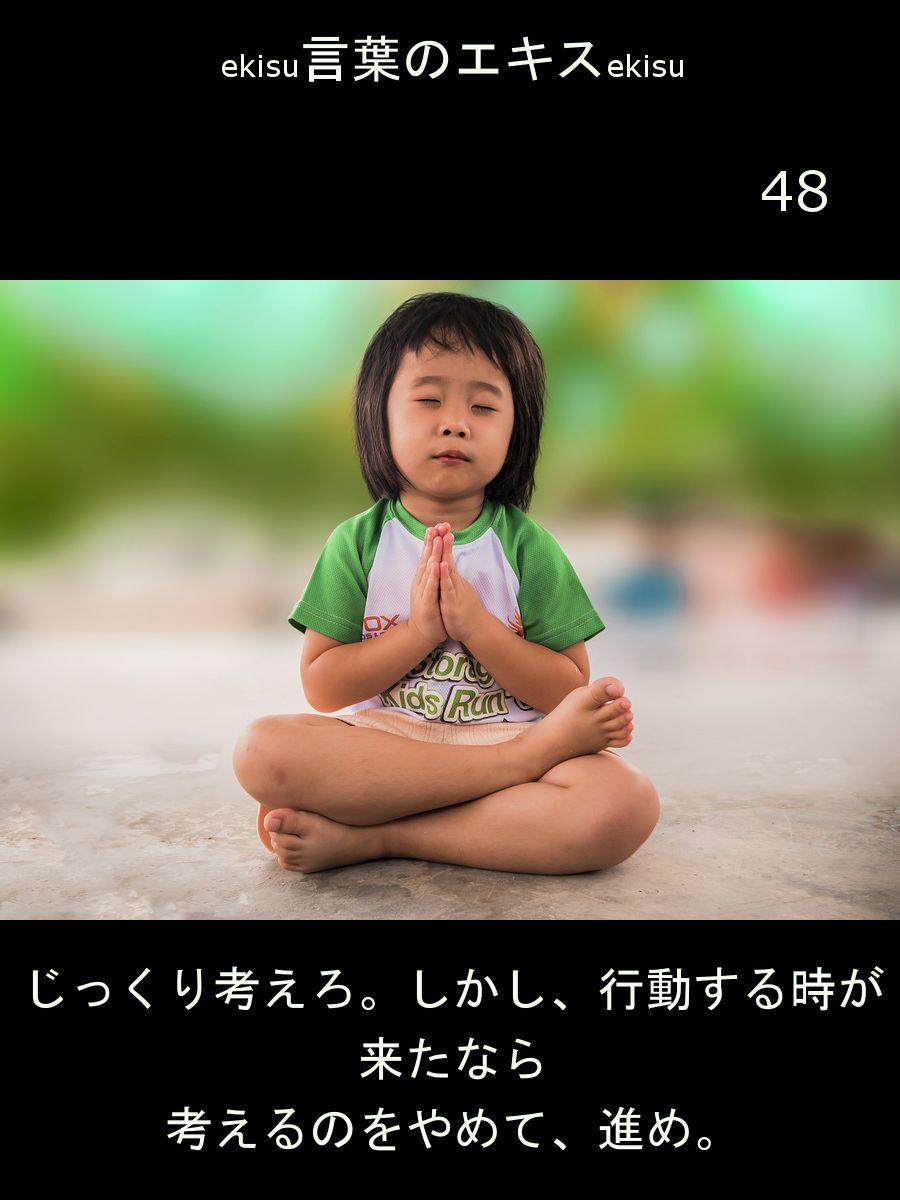 ekisu言葉のエキスekisu
48
OX
Storag
Kids Run
じっくり考えろ。しかし、行動する時が
来たなら
考えるのをやめて、進め。